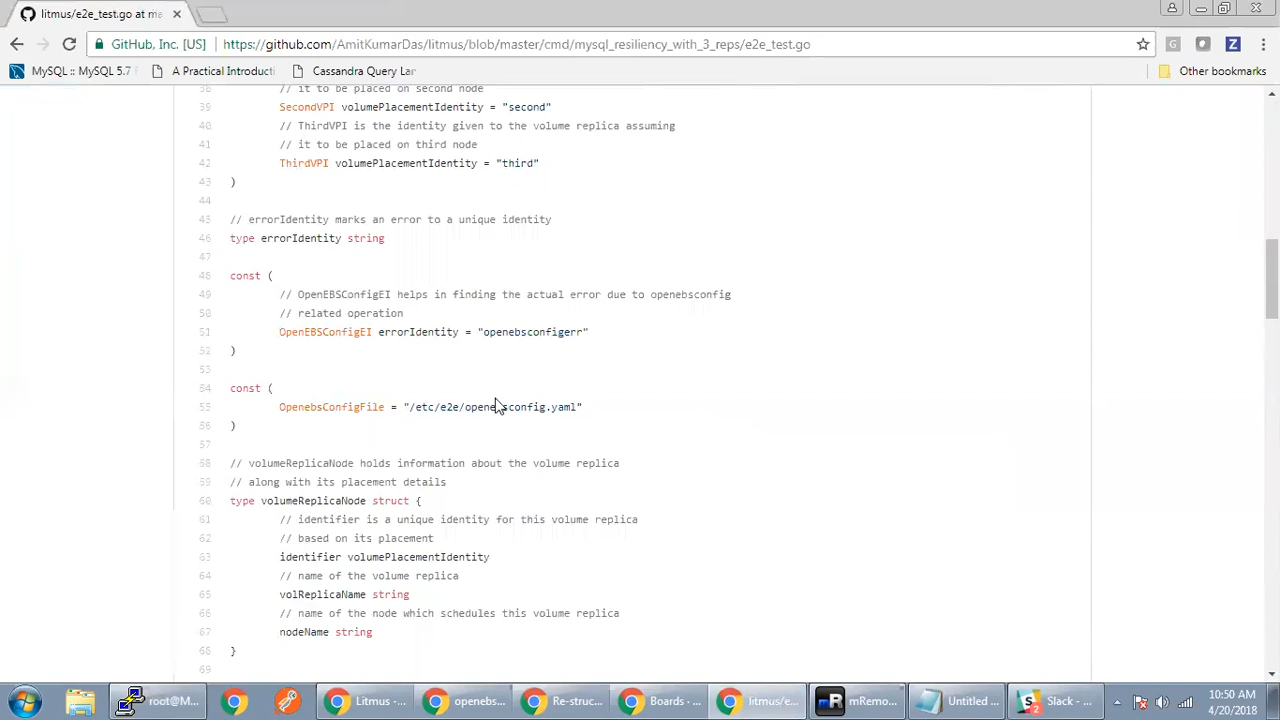 litmus/e2e_test.go at ma
GitHub, Inc. [US] https://github.com/AmitKumarDas/litmus/blob/master/cmd/mysql_resiliency_with_3_reps/e2e_test.go
MySQL :: MySQL 5.7 A Practical Introducti Cassandra Query Lan Other bookmarks
38 // it to be placed on second node
39 SecondVPI volumePlacementIdentity = "second"
40 // ThirdVPI is the identity given to the volume replica assuming
41 // it to be placed on third node
42 ThirdVPI volumePlacementIdentity = "third"
43 )
44
45 // errorIdentity marks an error to a unique identity
46 type errorIdentity string
47
48 const (
49 // OpenEBSConfigEI helps in finding the actual error due to openebsconfig
50 // related operation
51 OpenEBSConfigEI errorIdentity = "openebsconfigerr"
52 )
53
54 const (
55 OpenebsConfigFile = "/etc/e2e/openebsconfig.yaml"
56 )
57
58 // volumeReplicaNode holds information about the volume replica
59 // along with its placement details
60 type volumeReplicaNode struct {
61 // identifier is a unique identity for this volume replica
62 // based on its placement
63 identifier volumePlacementIdentity
64 // name of the volume replica
65 volReplicaName string
66 // name of the node which schedules this volume replica
67 nodeName string
68 }
69
root@M... Litmus -... openebs... Re-struc... Boards -... litmus/e... mRemo... Untitled ... Slack - ... 10:50 AM
4/20/2018